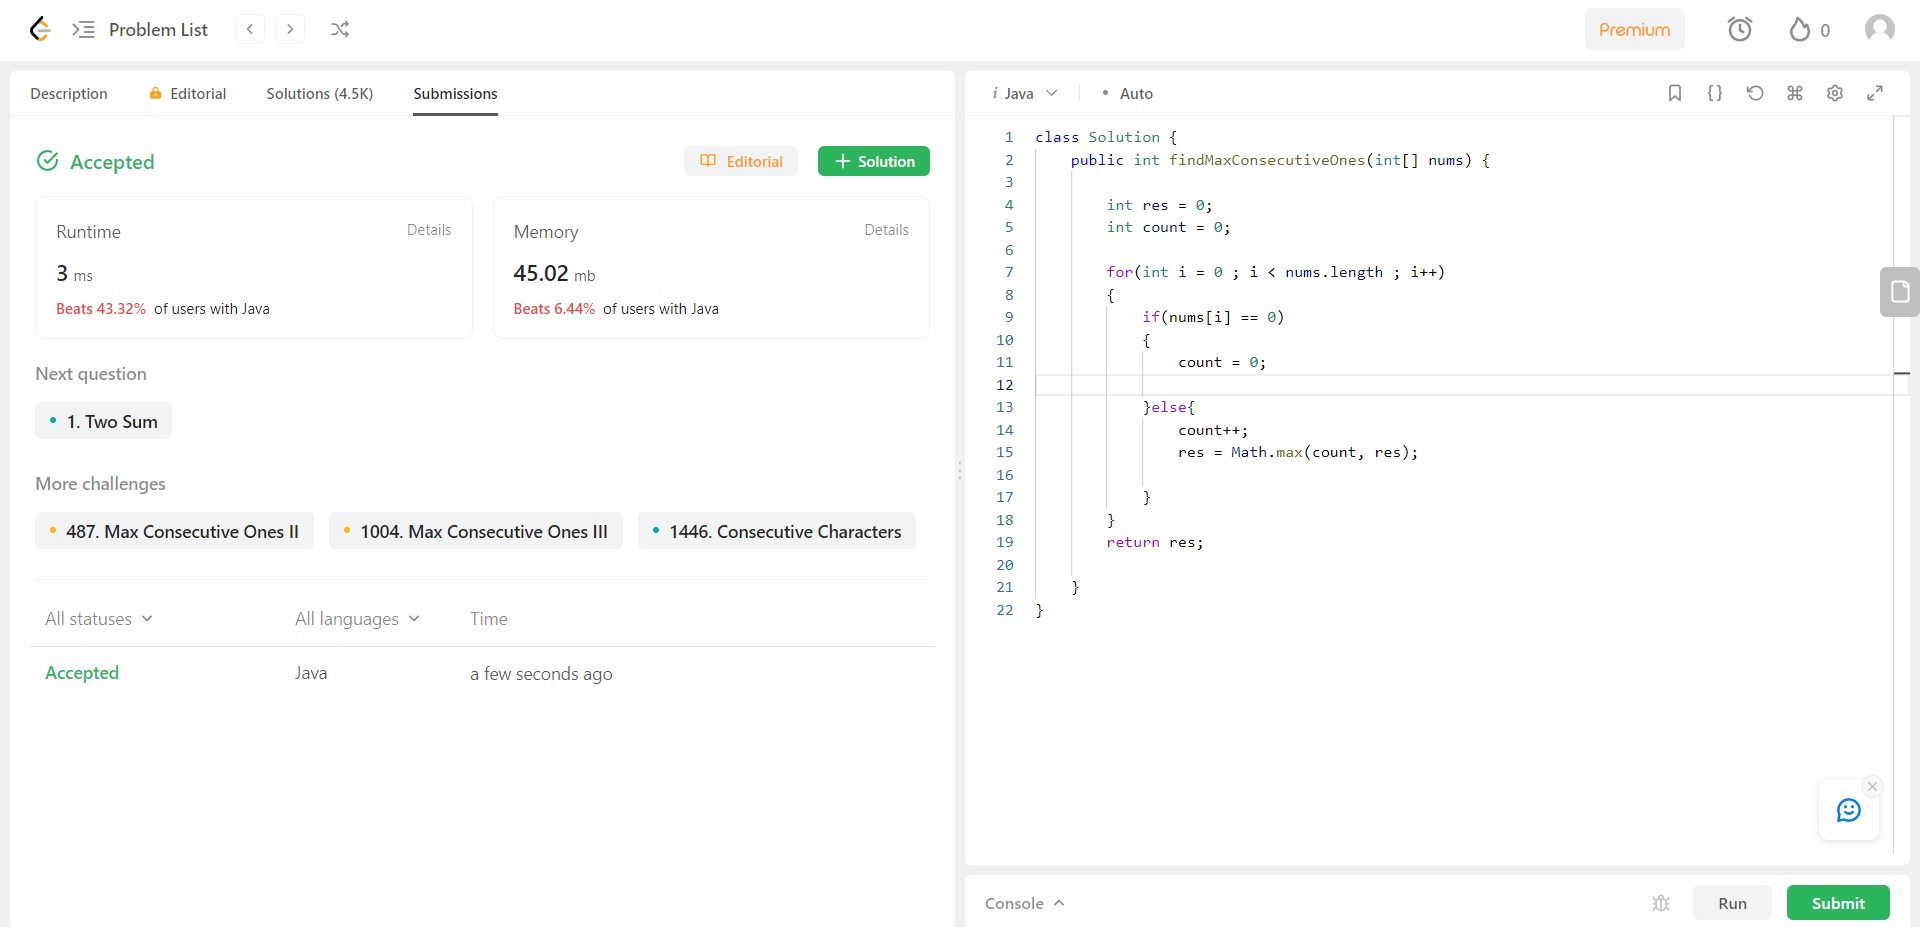 Problem List
Premium
0
Description Editorial Solutions (4.5K) Submissions
Accepted
Editorial
Solution
Runtime Details
3 ms
Beats 43.32% of users with Java
Memory Details
45.02 mb
Beats 6.44% of users with Java
Next question
1. Two Sum
More challenges
487. Max Consecutive Ones II
1004. Max Consecutive Ones III
1446. Consecutive Characters
All statuses All languages Time
Accepted Java a few seconds ago
i Java • Auto
1 class Solution {
2 public int findMaxConsecutiveOnes(int[] nums) {
3
4 int res = 0;
5 int count = 0;
6
7 for(int i = 0 ; i < nums.length ; i++)
8 {
9 if(nums[i] == 0)
10 {
11 count = 0;
12
13 }else{
14 count++;
15 res = Math.max(count, res);
16
17 }
18 }
19 return res;
20
21 }
22 }
Console
Run
Submit